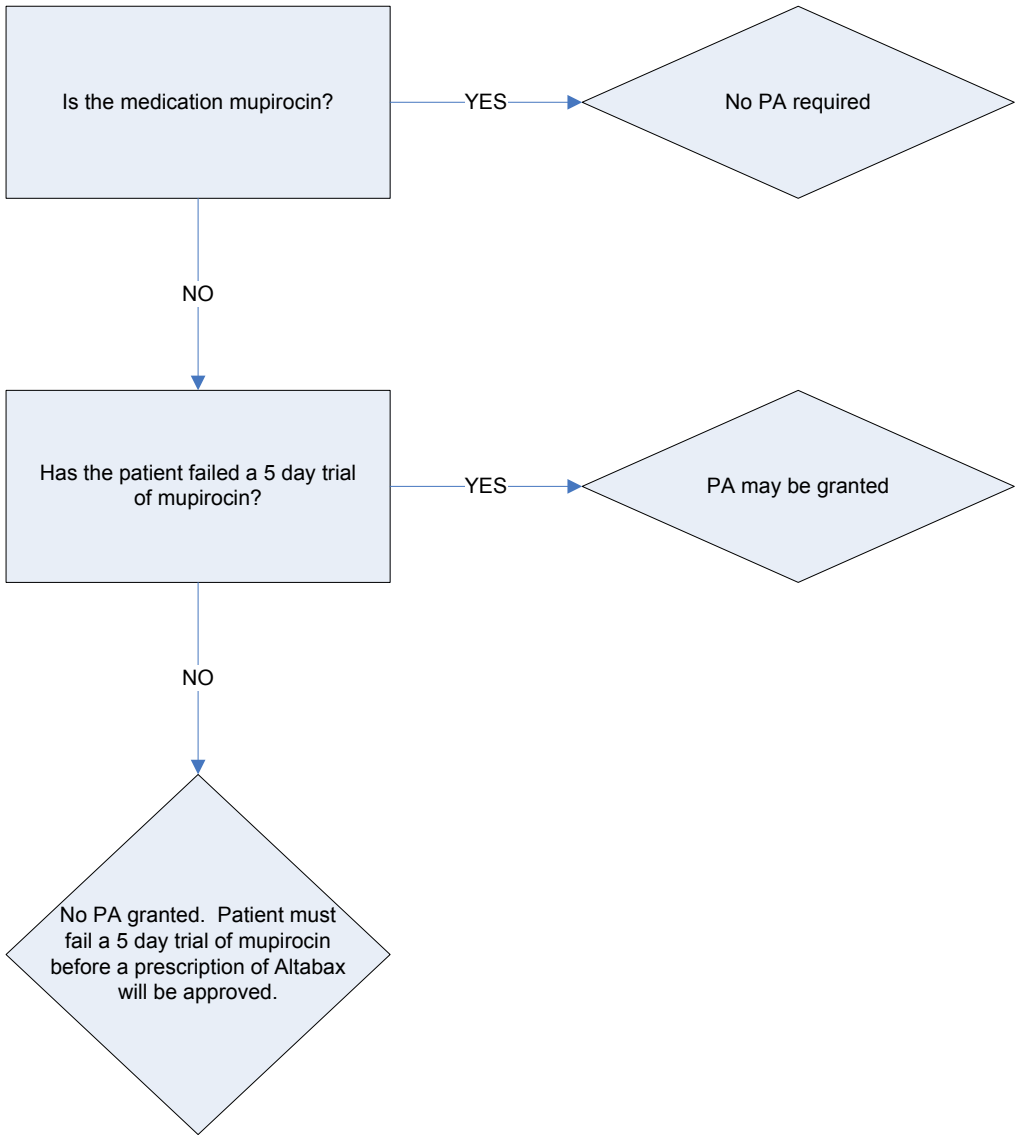 Is the medication mupirocin?
YES
No PA required
NO
Has the patient failed a 5 day trial
of mupirocin?
YES
PA may be granted
NO
No PA granted.  Patient must
fail a 5 day trial of mupirocin
before a prescription of Altabax
will be approved.